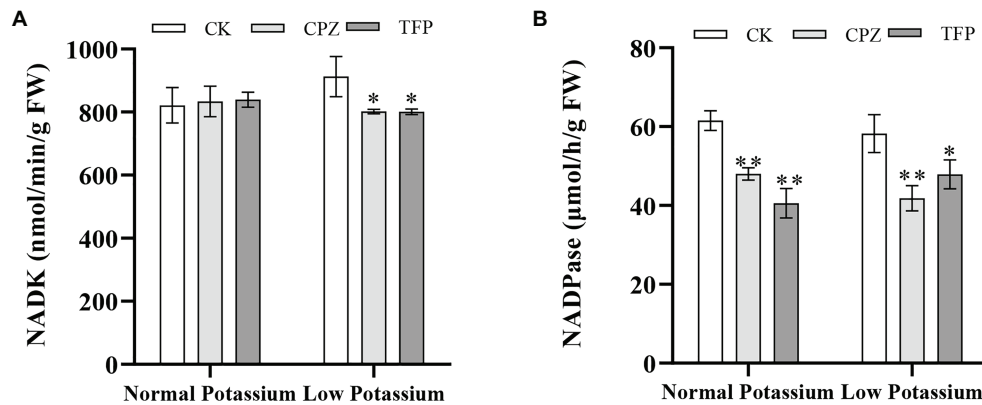 A
CK CPZ TFP
NADK (nmol/min/g FW)
1000
800
600
400
200
0
* *
Normal Potassium Low Potassium
B
CK CPZ TFP
NADPase (μmol/h/g FW)
80
60
40
20
0
** ** ** *
Normal Potassium Low Potassium